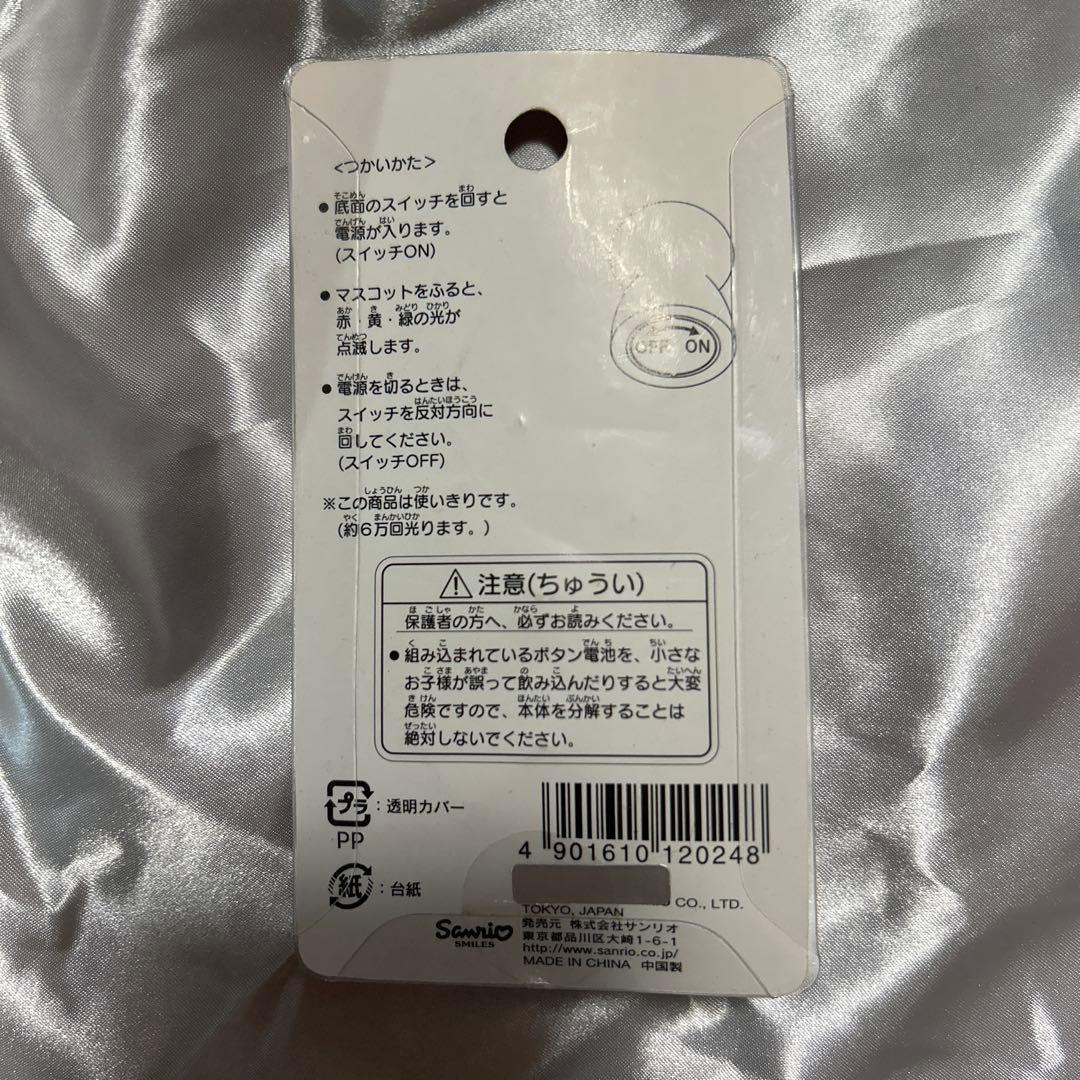 <つかいかた>
● 底面のスイッチを回すと
電源が入ります。
(スイッチON)
● マスコットをふると、
赤・黄・緑の光が
点滅します。
● 電源を切るときは、
スイッチを反対方向に
回してください。
(スイッチOFF)
※この商品は使いきりです。
(約6万回光ります。)
OFF ON
注意(ちゅうい)
保護者の方へ、必ずお読みください。
● 組み込まれているボタン電池を、小さな
お子様が誤って飲み込んだりすると大変
危険ですので、本体を分解することは
絶対しないでください。
プラ : 透明カバー
PP
紙 : 台紙
4 901610 120248
CO., LTD.
TOKYO, JAPAN
Sanrio
SMILES
発売元 株式会社サンリオ
東京都品川区大崎1-6-1
http://www.sanrio.co.jp/
MADE IN CHINA 中国製